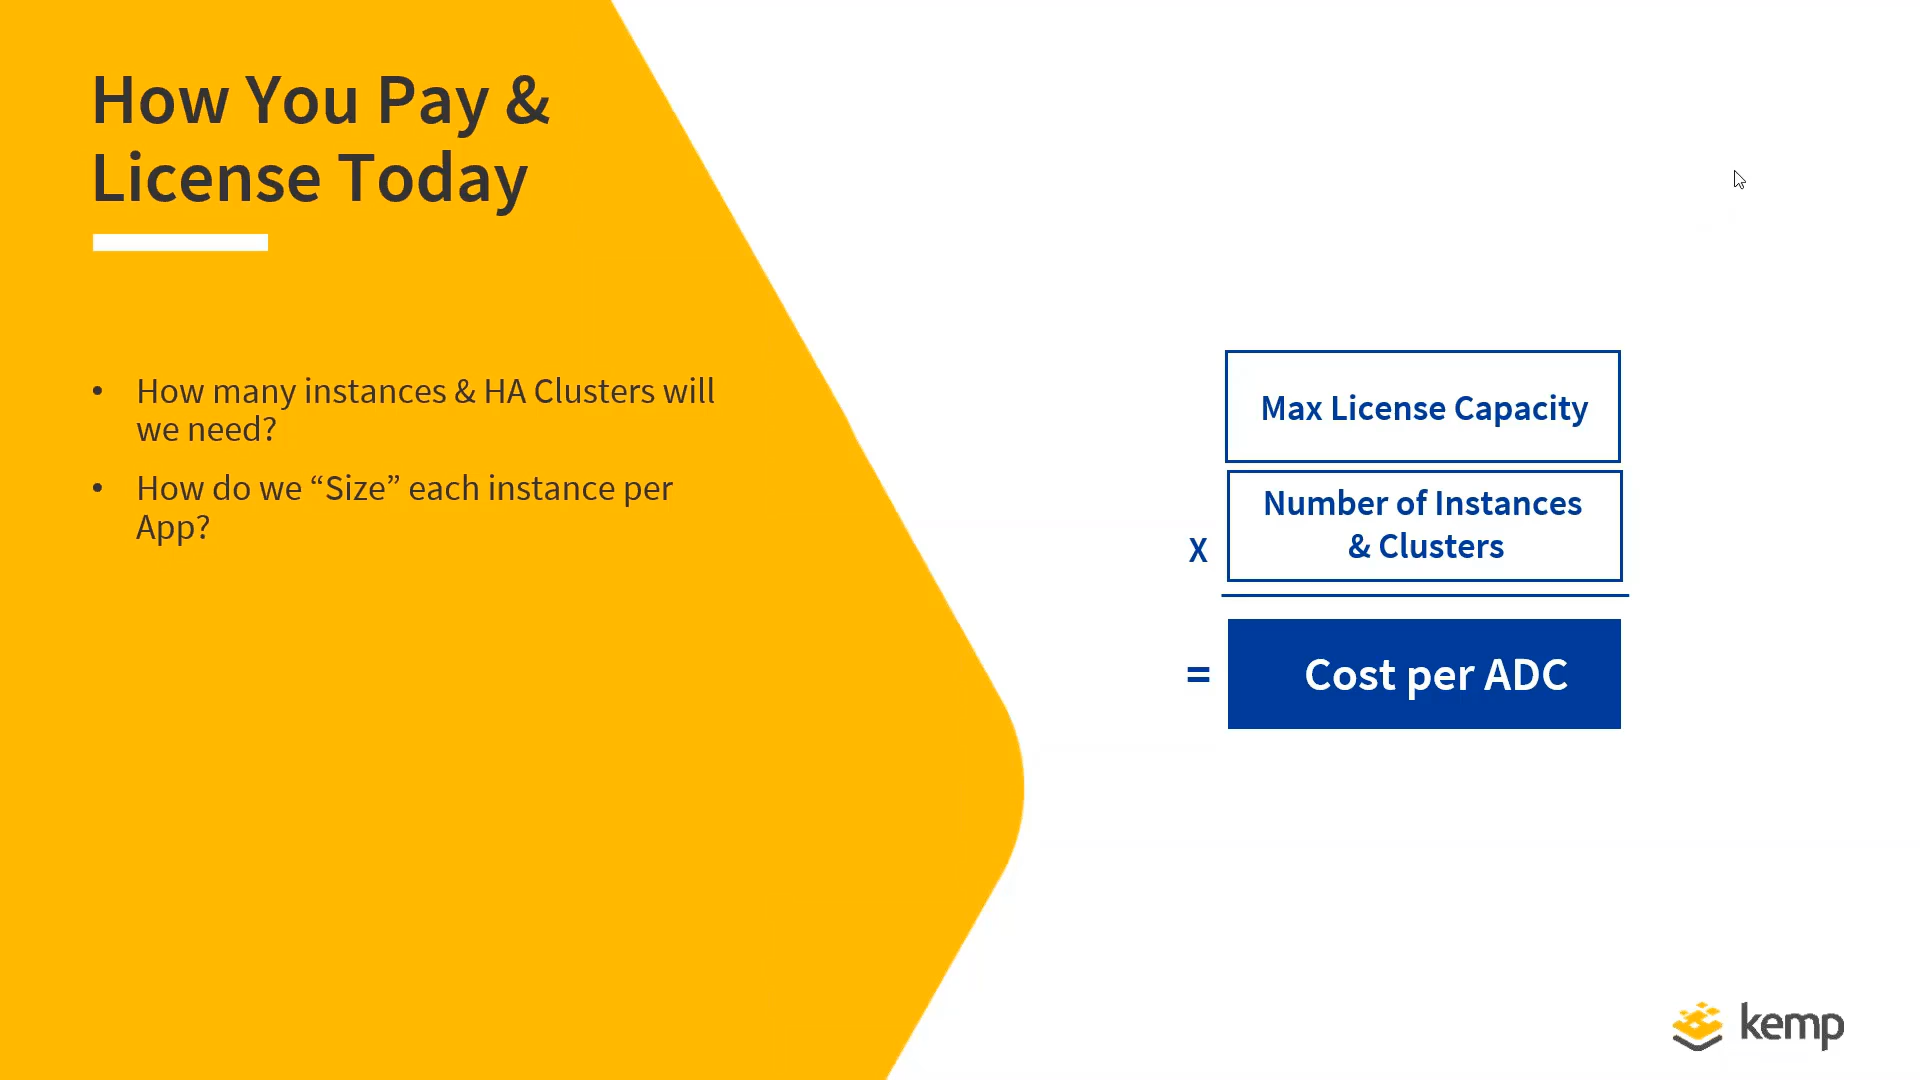 How You Pay &
License Today
• How many instances & HA Clusters will
we need?
• How do we “Size” each instance per
App?
Max License Capacity
X
Number of Instances
& Clusters
=
Cost per ADC
kemp